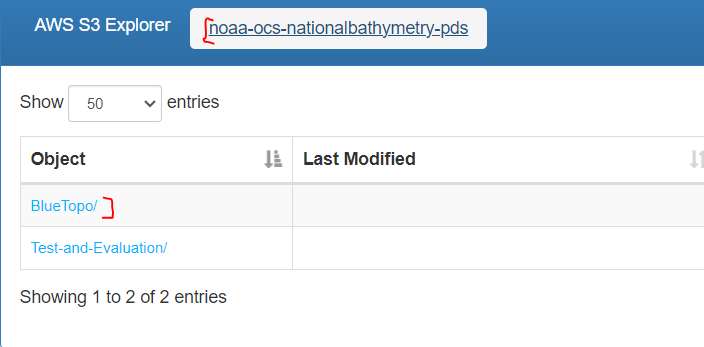 AWS S3 Explorer noaa-ocs-nationalbathymetry-pds
Show 50 entries
Object Last Modified
BlueTopo/
Test-and-Evaluation/
Showing 1 to 2 of 2 entries